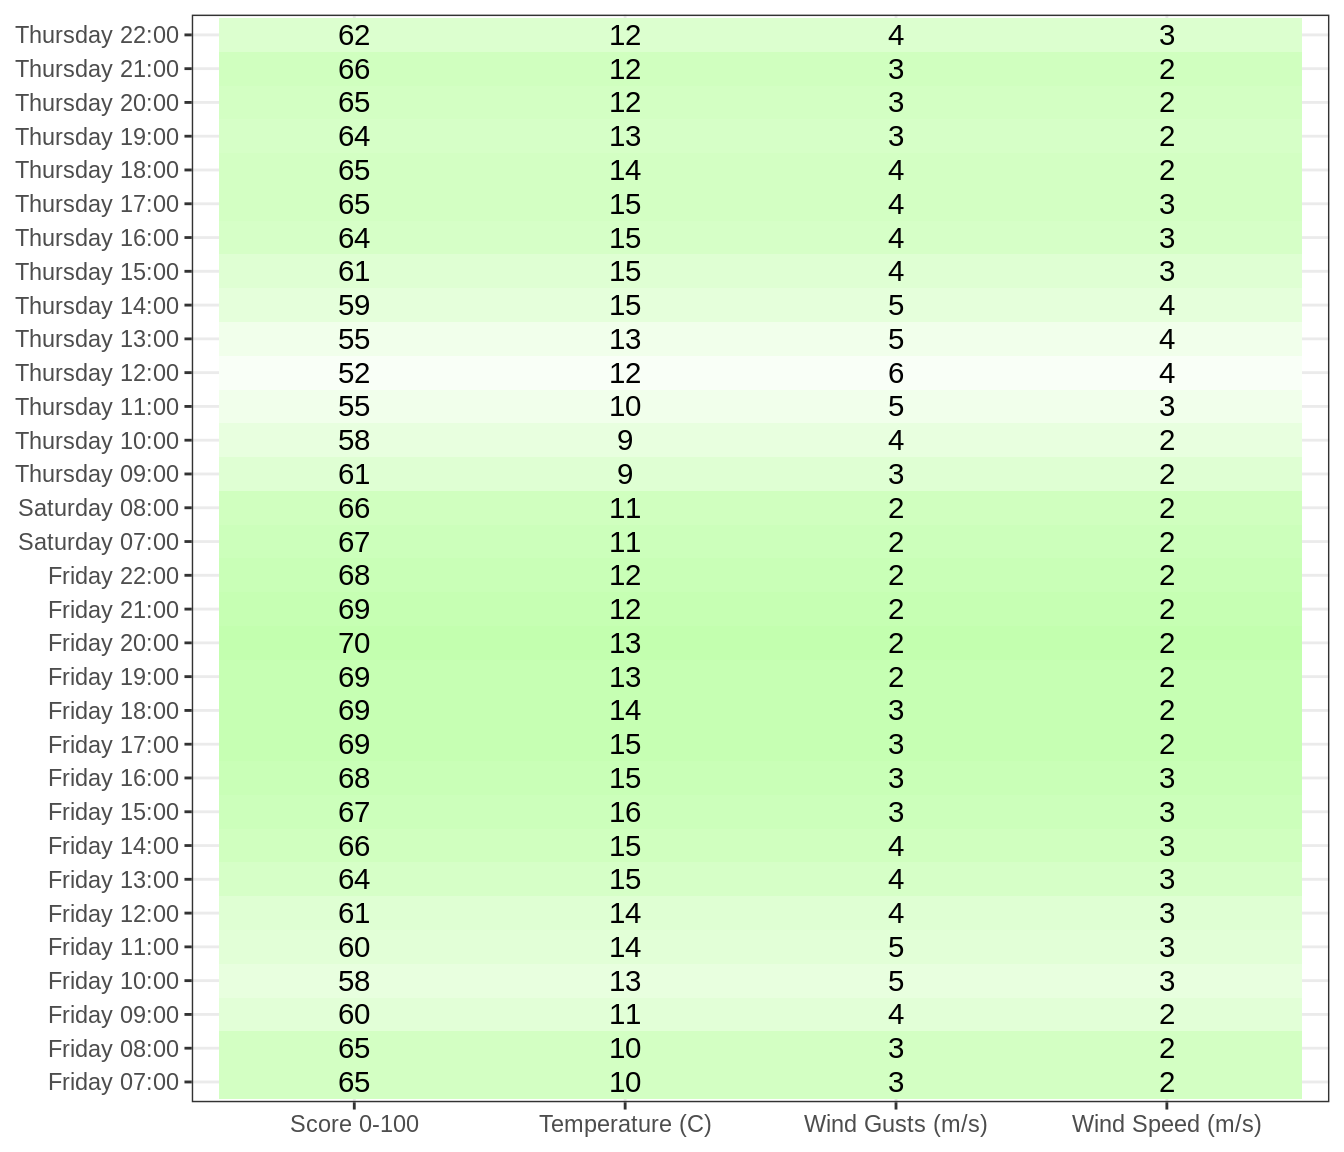 Thursday 22:00 62 12 4 3
Thursday 21:00 66 12 3 2
Thursday 20:00 65 12 3 2
Thursday 19:00 64 13 3 2
Thursday 18:00 65 14 4 2
Thursday 17:00 65 15 4 3
Thursday 16:00 64 15 4 3
Thursday 15:00 61 15 4 3
Thursday 14:00 59 15 5 4
Thursday 13:00 55 13 5 4
Thursday 12:00 52 12 6 4
Thursday 11:00 55 10 5 3
Thursday 10:00 58 9 4 2
Thursday 09:00 61 9 3 2
Saturday 08:00 66 11 2 2
Saturday 07:00 67 11 2 2
Friday 22:00 68 12 2 2
Friday 21:00 69 12 2 2
Friday 20:00 70 13 2 2
Friday 19:00 69 13 2 2
Friday 18:00 69 14 3 2
Friday 17:00 69 15 3 2
Friday 16:00 68 15 3 3
Friday 15:00 67 16 3 3
Friday 14:00 66 15 4 3
Friday 13:00 64 15 4 3
Friday 12:00 61 14 4 3
Friday 11:00 60 14 5 3
Friday 10:00 58 13 5 3
Friday 09:00 60 11 4 2
Friday 08:00 65 10 3 2
Friday 07:00 65 10 3 2
Score 0-100 Temperature (C) Wind Gusts (m/s) Wind Speed (m/s)